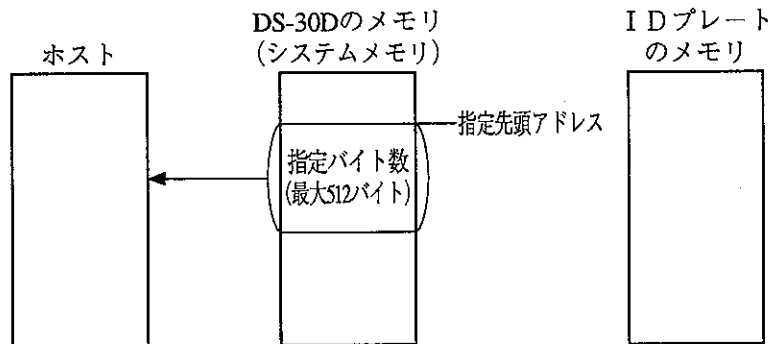 ホスト
DS-30Dのメモリ
(システムメモリ)
ＩＤプレート
のメモリ
指定先頭アドレス
指定バイト数
(最大512バイト)